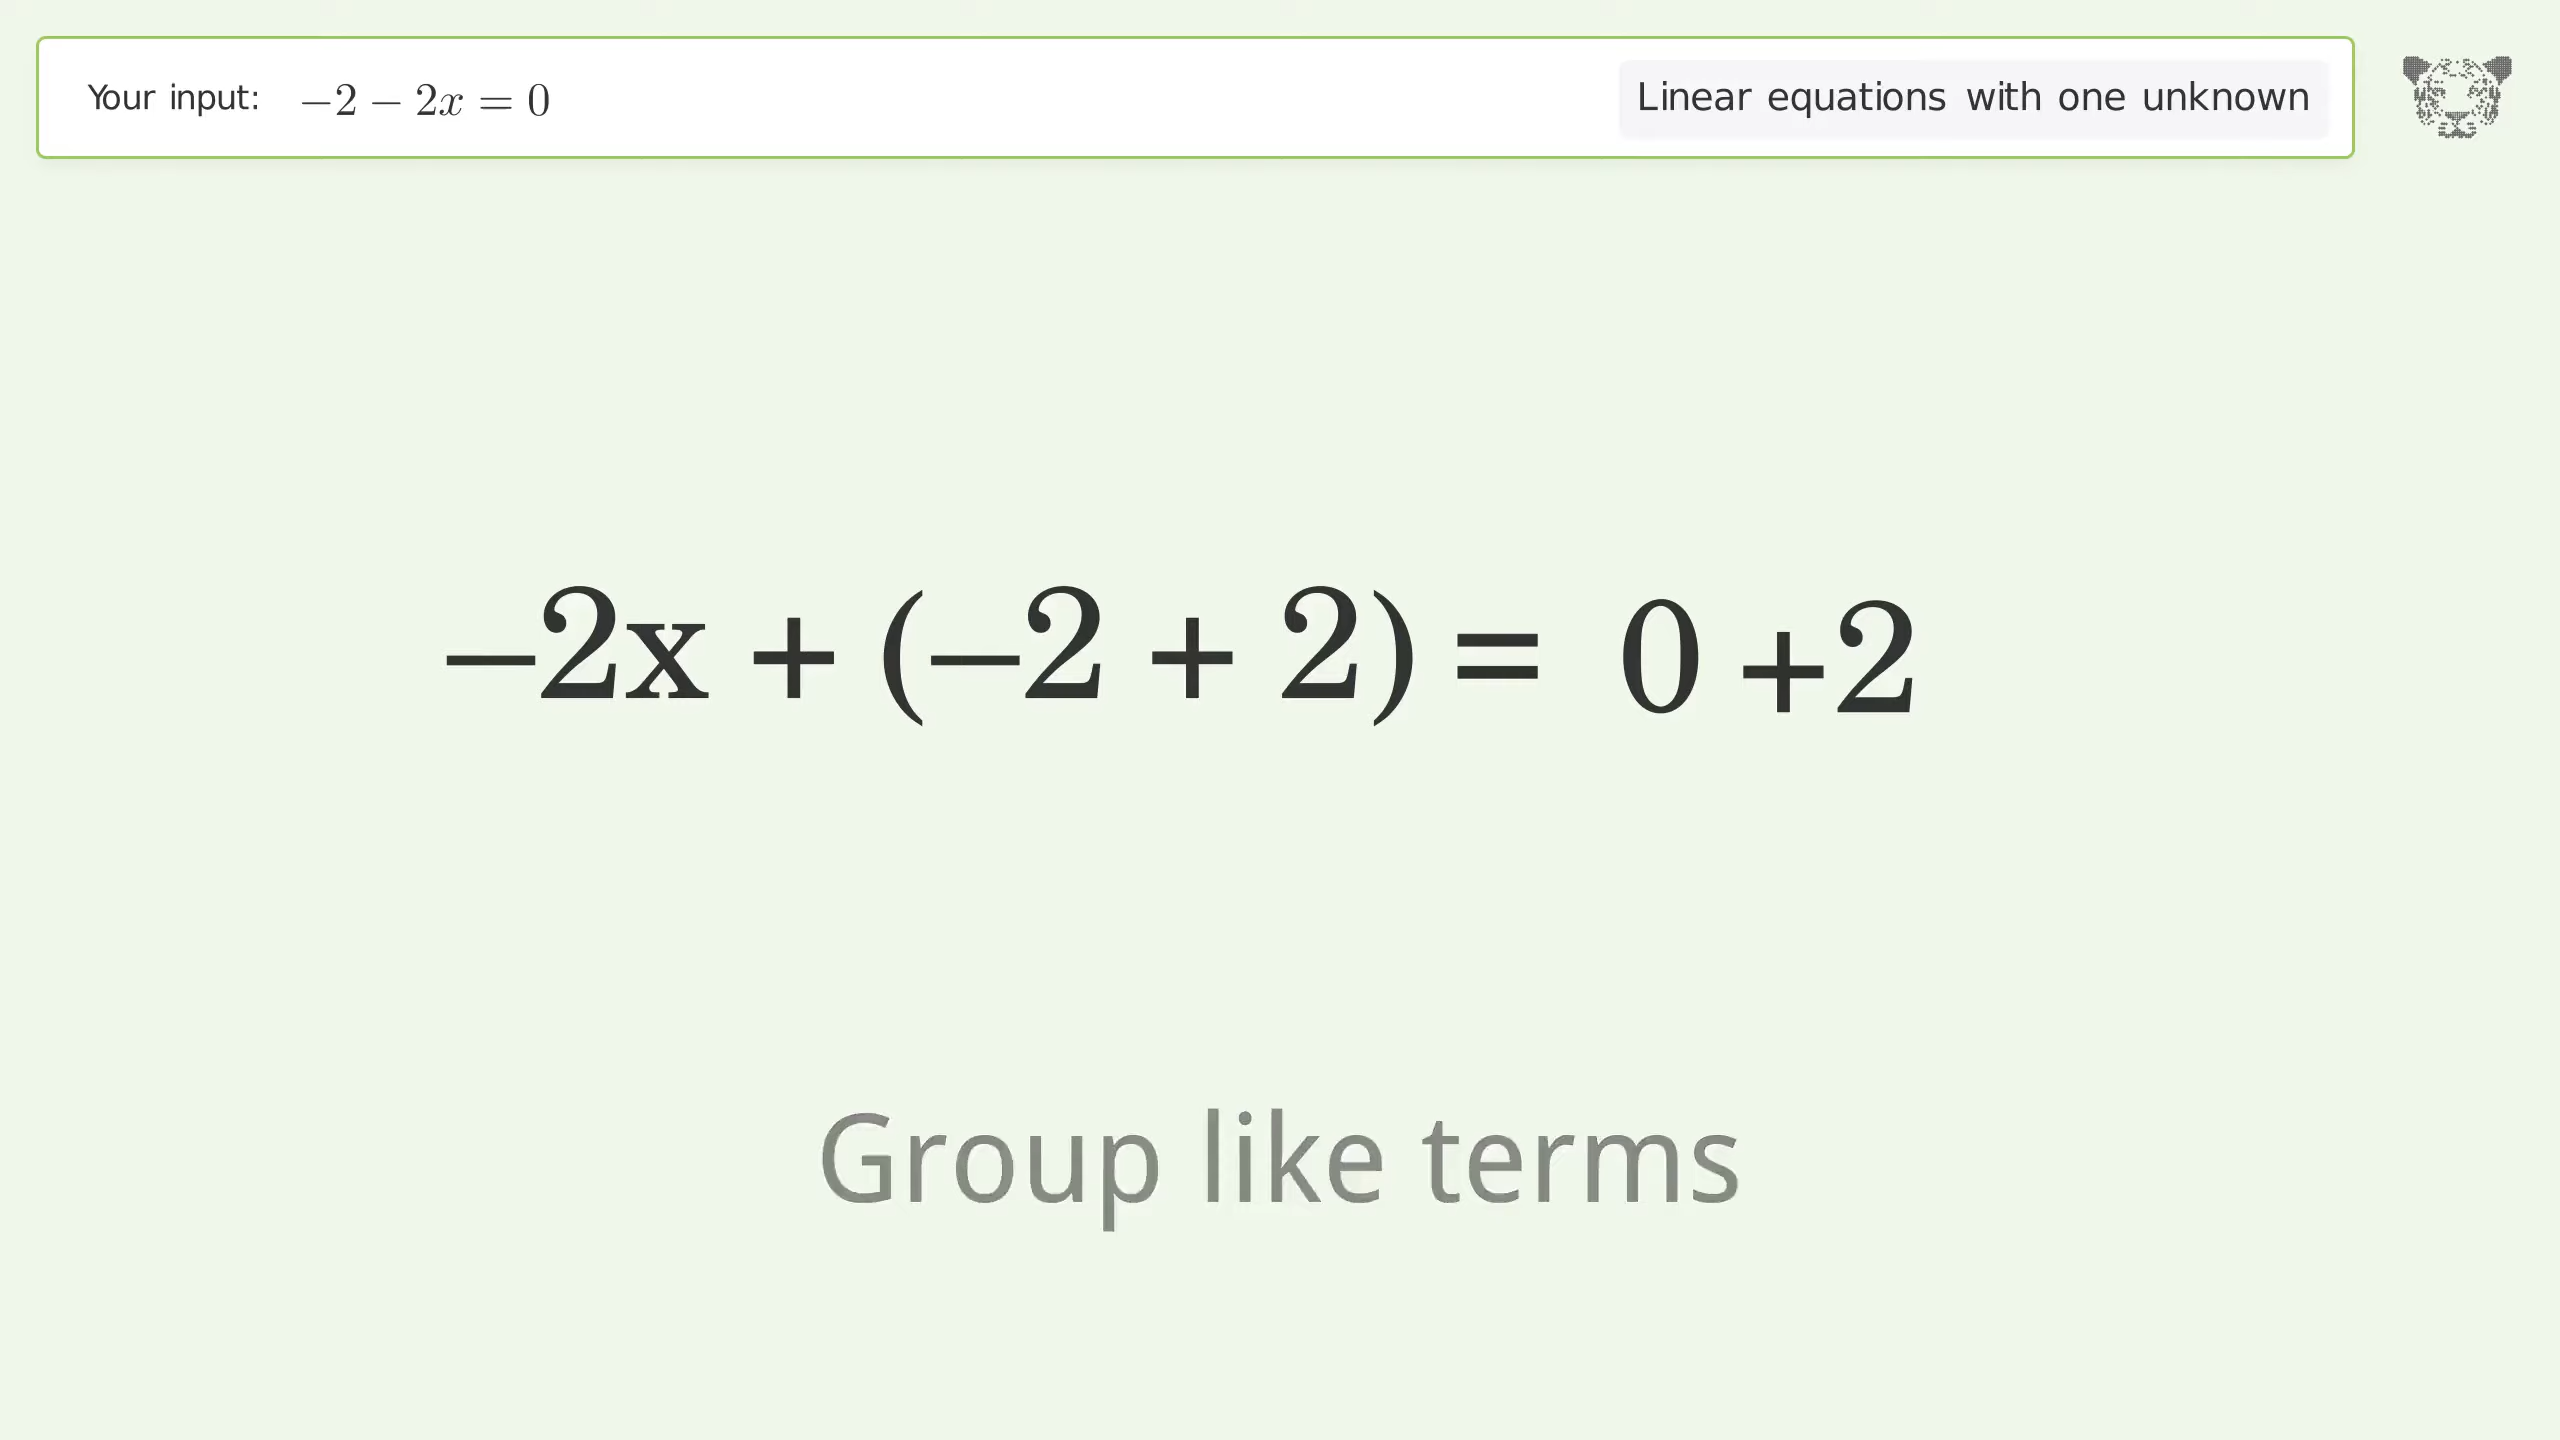 Your input: −2 − 2x = 0
Linear equations with one unknown
−2x + (−2 + 2) = 0 +2
Group like terms